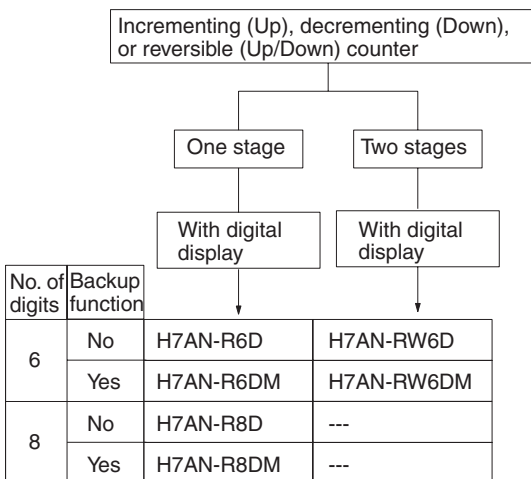 Incrementing (Up), decrementing (Down),
or reversible (Up/Down) counter
One stage
Two stages
With digital
display
With digital
display
No. of
digits
Backup
function
6
No
H7AN-R6D
H7AN-RW6D
Yes
H7AN-R6DM
H7AN-RW6DM
8
No
H7AN-R8D
---
Yes
H7AN-R8DM
---